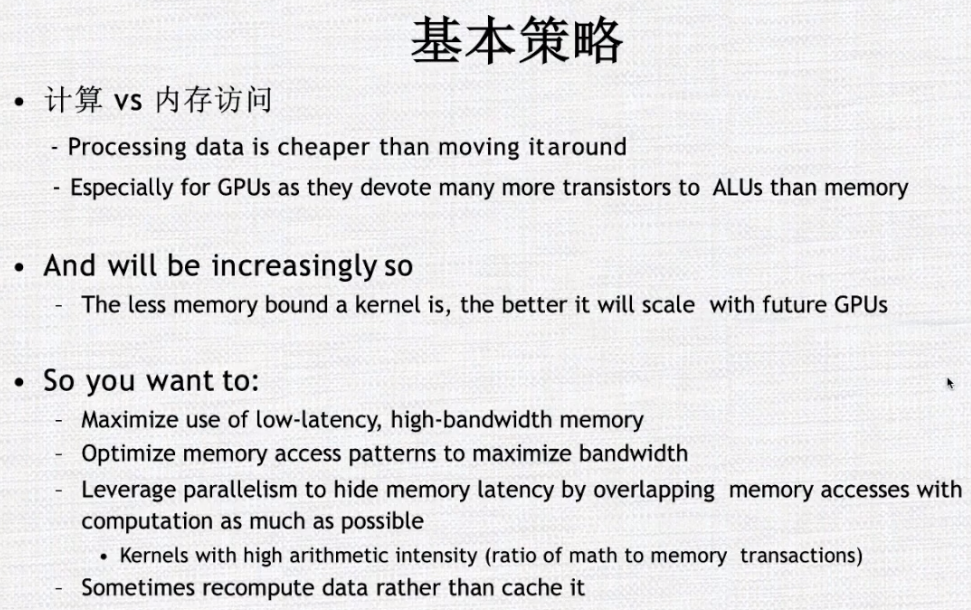 基本策略
• 计算 vs 内存访问
- Processing data is cheaper than moving itaround
- Especially for GPUs as they devote many more transistors to ALUs than memory
• And will be increasingly so
- The less memory bound a kernel is, the better it will scale with future GPUs
• So you want to:
- Maximize use of low-latency, high-bandwidth memory
- Optimize memory access patterns to maximize bandwidth
- Leverage parallelism to hide memory latency by overlapping memory accesses with
computation as much as possible
• Kernels with high arithmetic intensity (ratio of math to memory transactions)
- Sometimes recompute data rather than cache it